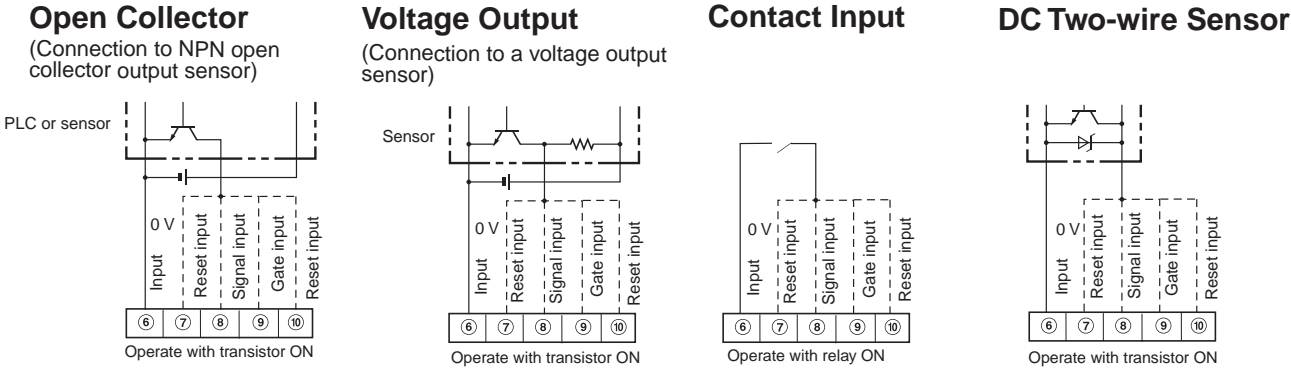 Open Collector
(Connection to NPN open
collector output sensor)
PLC or sensor
0 V
Input
Reset input
Signal input
Gate input
Reset input
⑥ ⑦ ⑧ ⑨ ⑩
Operate with transistor ON
Voltage Output
(Connection to a voltage output
sensor)
Sensor
0 V
Input
Reset input
Signal input
Gate input
Reset input
⑥ ⑦ ⑧ ⑨ ⑩
Operate with transistor ON
Contact Input
0 V
Input
Reset input
Signal input
Gate input
Reset input
⑥ ⑦ ⑧ ⑨ ⑩
Operate with relay ON
DC Two-wire Sensor
0 V
Input
Reset input
Signal input
Gate input
Reset input
⑥ ⑦ ⑧ ⑨ ⑩
Operate with transistor ON